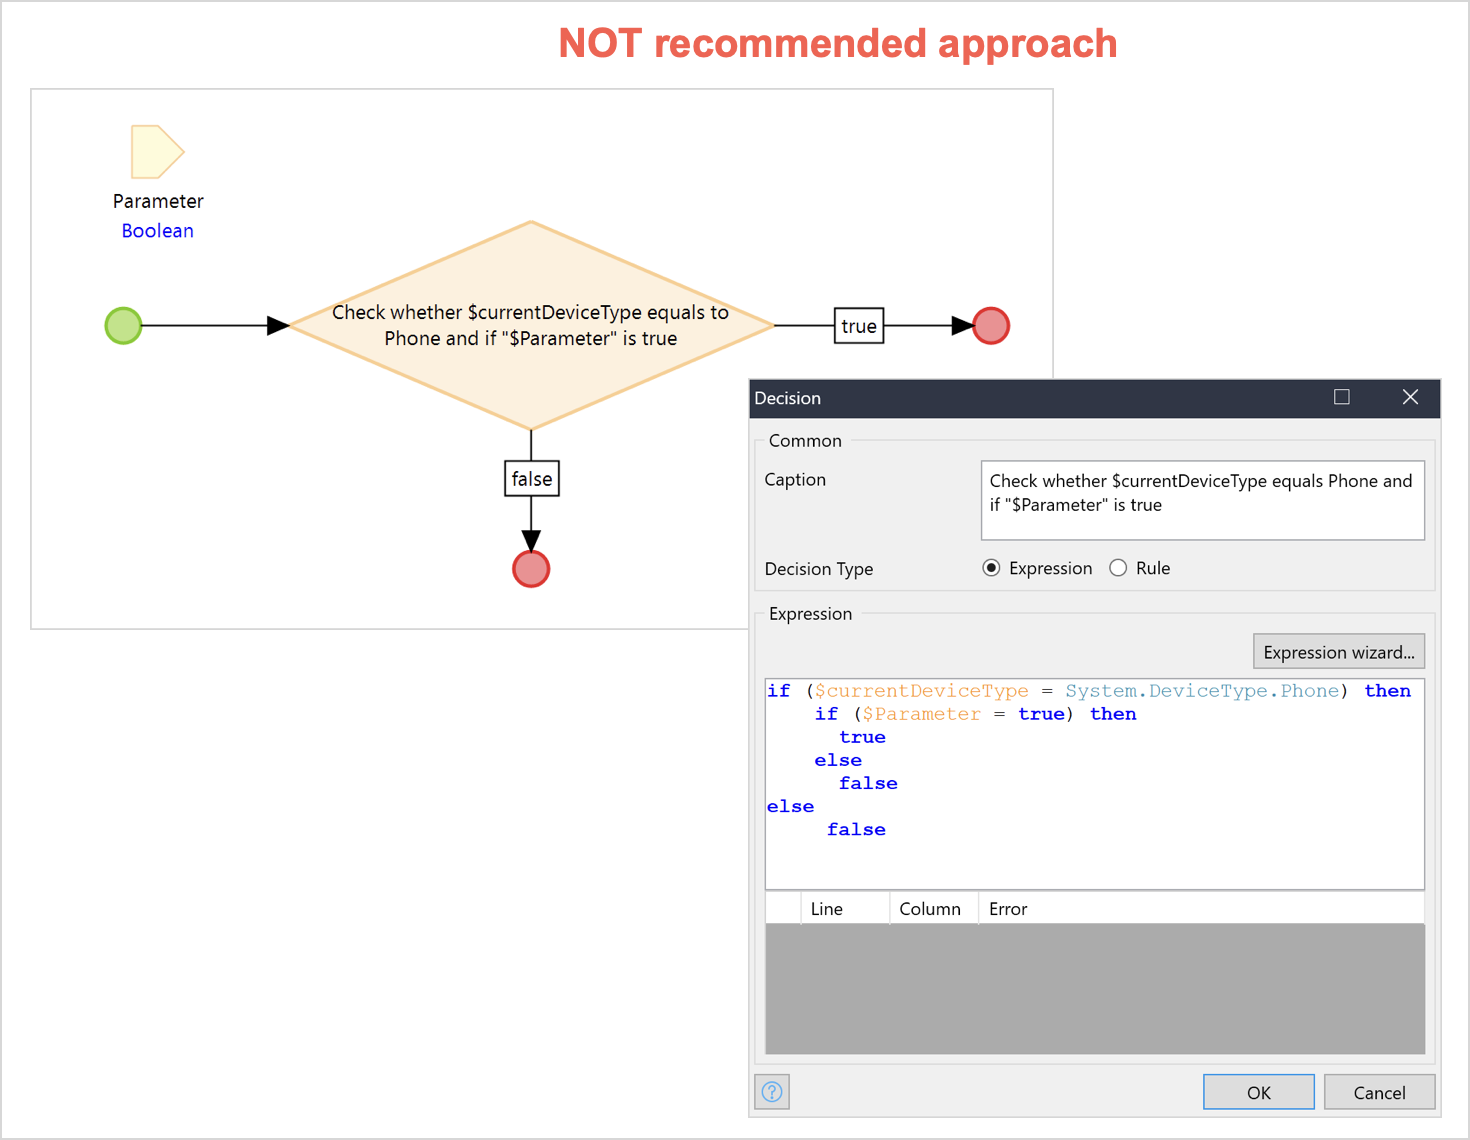 NOT recommended approach
Parameter
Boolean
Check whether $currentDeviceType equals to
Phone and if "$Parameter" is true
true
false
Decision
Common
Caption
Check whether $currentDeviceType equals Phone and
if "$Parameter" is true
Decision Type
Expression
Rule
Expression
Expression wizard...
if ($currentDeviceType = System.DeviceType.Phone) then
if ($Parameter = true) then
true
else
false
else
false
Line Column Error
?
OK
Cancel